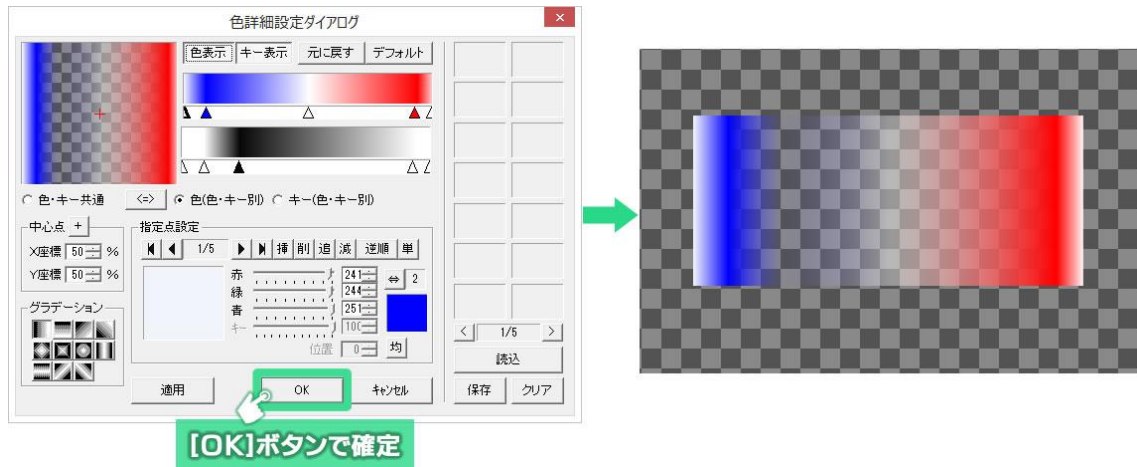 色詳細設定ダイアログ
色表示 キー表示 元に戻す デフォルト
色・キー共通 <=> 色(色・キー別) キー(色・キー別)
中心点 +
X座標 50 %
Y座標 50 %
指定点設定
1/5 挿 削 追 減 逆順 単
赤 241
緑 244
青 251
キー 100
⇔ 2
位置 0 均
グラデーション
< 1/5 >
読込
保存 クリア
適用 OK キャンセル
[OK]ボタンで確定